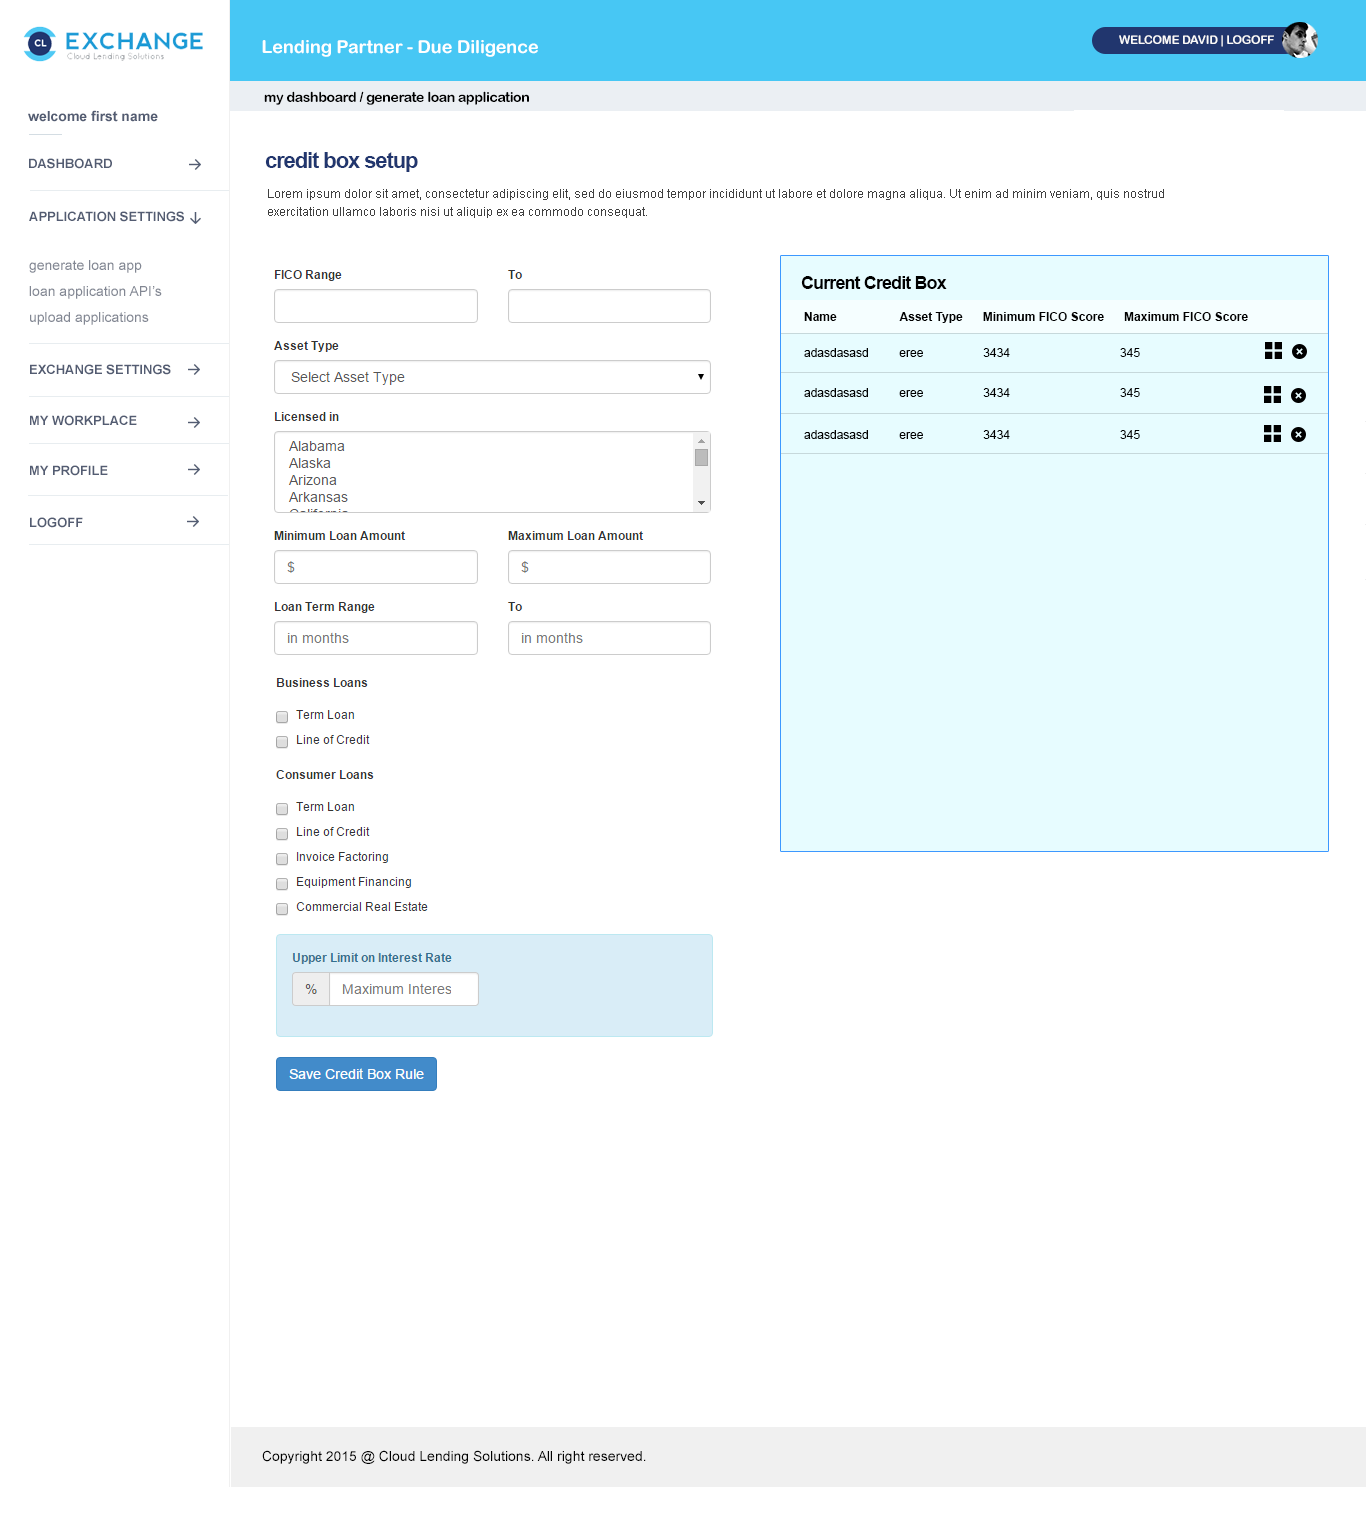 CL EXCHANGE
Cloud Lending Solutions
welcome first name
DASHBOARD
APPLICATION SETTINGS
generate loan app
loan application API's
upload applications
EXCHANGE SETTINGS
MY WORKPLACE
MY PROFILE
LOGOFF
Lending Partner - Due Diligence
WELCOME DAVID | LOGOFF
my dashboard / generate loan application
credit box setup
Lorem ipsum dolor sit amet, consectetur adipiscing elit, sed do eiusmod tempor incididunt ut labore et dolore magna aliqua. Ut enim ad minim veniam, quis nostrud
exercitation ullamco laboris nisi ut aliquip ex ea commodo consequat.
FICO Range To
Asset Type
Select Asset Type
Licensed in
Alabama
Alaska
Arizona
Arkansas
California
Minimum Loan Amount Maximum Loan Amount
$ $
Loan Term Range To
in months in months
Business Loans
Term Loan
Line of Credit
Consumer Loans
Term Loan
Line of Credit
Invoice Factoring
Equipment Financing
Commercial Real Estate
Upper Limit on Interest Rate
% Maximum Interes
Save Credit Box Rule
Current Credit Box
Name Asset Type Minimum FICO Score Maximum FICO Score
adasdasasd eree 3434 345
adasdasasd eree 3434 345
adasdasasd eree 3434 345
Copyright 2015 @ Cloud Lending Solutions. All right reserved.